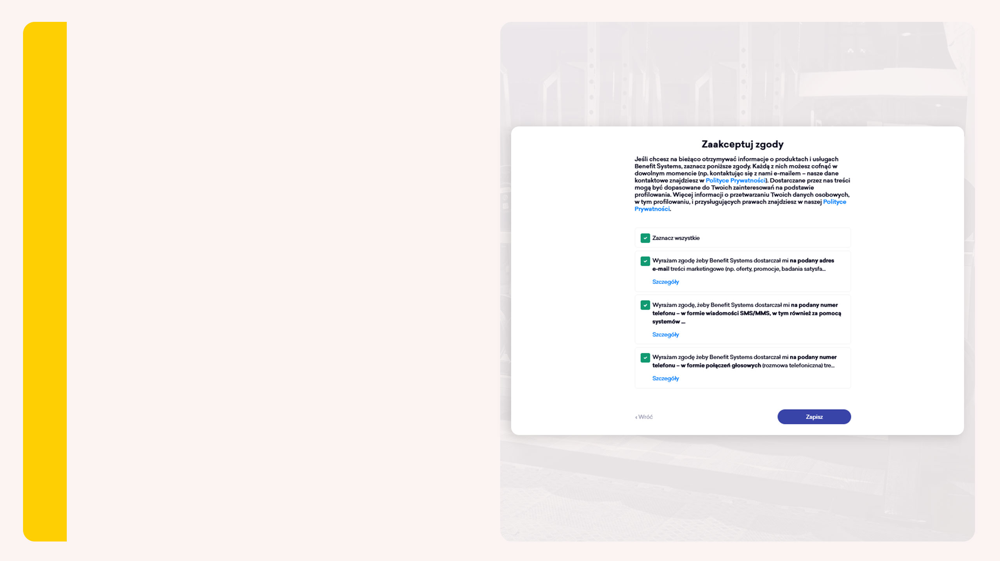 Zaakceptuj zgody
Jeśli chcesz na bieżąco otrzymywać informacje o produktach i usługach
Benefit Systems, zaznacz poniższe zgody. Każdą z nich możesz cofnąć w
dowolnym momencie (np. kontaktując się z nami e-mailem – nasze dane
kontaktowe znajdziesz w Polityce Prywatności). Dostarczane przez nas treści
mogą być dopasowane do Twoich zainteresowań na podstawie
profilowania. Więcej informacji o przetwarzaniu Twoich danych osobowych,
w tym profilowaniu, i przysługujących prawach znajdziesz w naszej Polityce
Prywatności.
Zaznacz wszystkie
Wyrażam zgodę żeby Benefit Systems dostarczał mi na podany adres
e-mail treści marketingowe (np. oferty, promocje, badania satysfa...
Szczegóły
Wyrażam zgodę, żeby Benefit Systems dostarczał mi na podany numer
telefonu – w formie wiadomości SMS/MMS, w tym również za pomocą
systemów ...
Szczegóły
Wyrażam zgodę żeby Benefit Systems dostarczał mi na podany numer
telefonu – w formie połączeń głosowych (rozmowa telefoniczna) tre...
Szczegóły
‹ Wróć
Zapisz